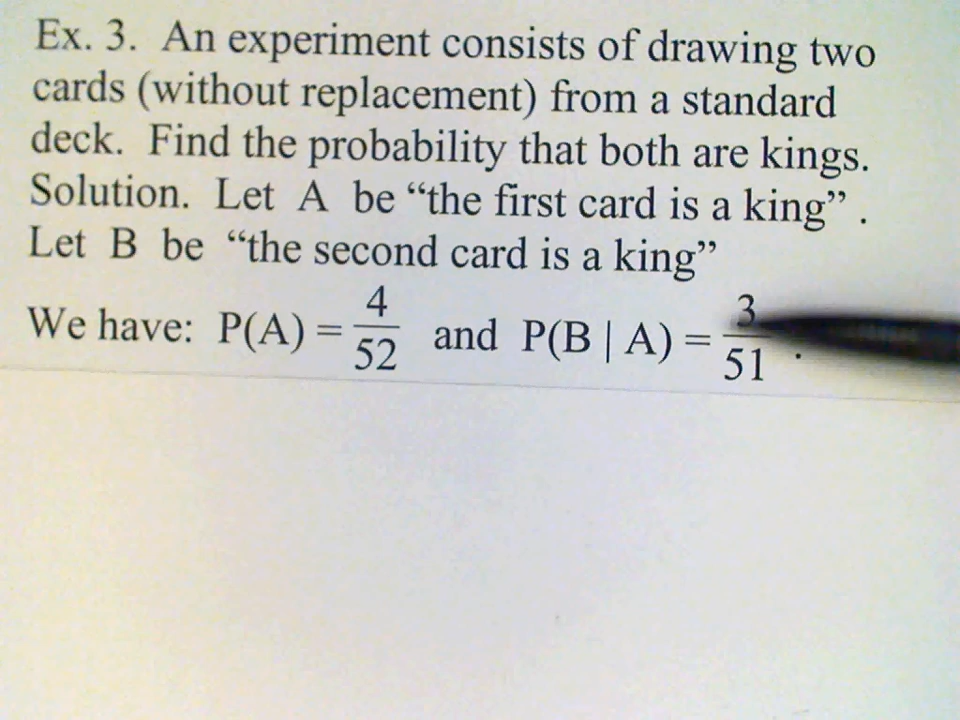 Ex. 3. An experiment consists of drawing two
cards (without replacement) from a standard
deck. Find the probability that both are kings.
Solution. Let A be “the first card is a king” .
Let B be “the second card is a king”
We have: P(A) = 4/52 and P(B | A) = 3/51 .